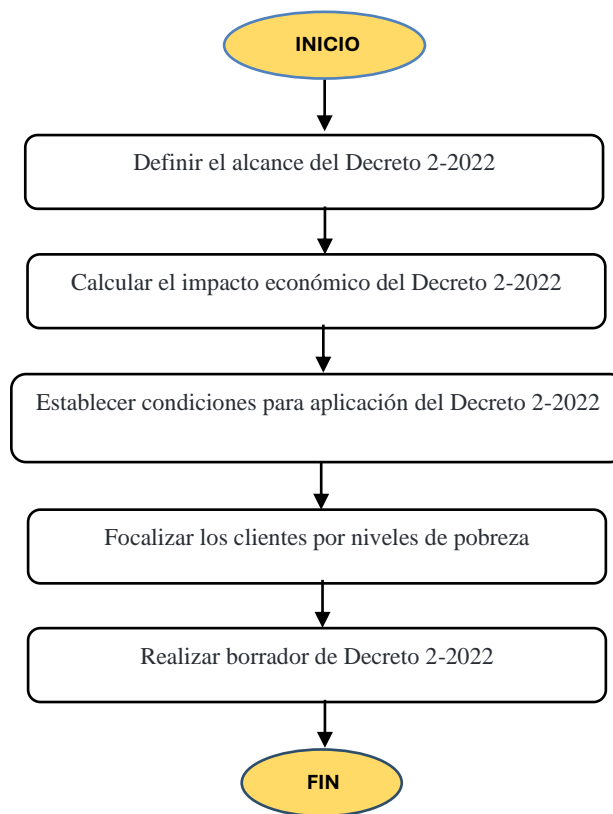 INICIO
Definir el alcance del Decreto 2-2022
Calcular el impacto económico del Decreto 2-2022
Establecer condiciones para aplicación del Decreto 2-2022
Focalizar los clientes por niveles de pobreza
Realizar borrador de Decreto 2-2022
FIN